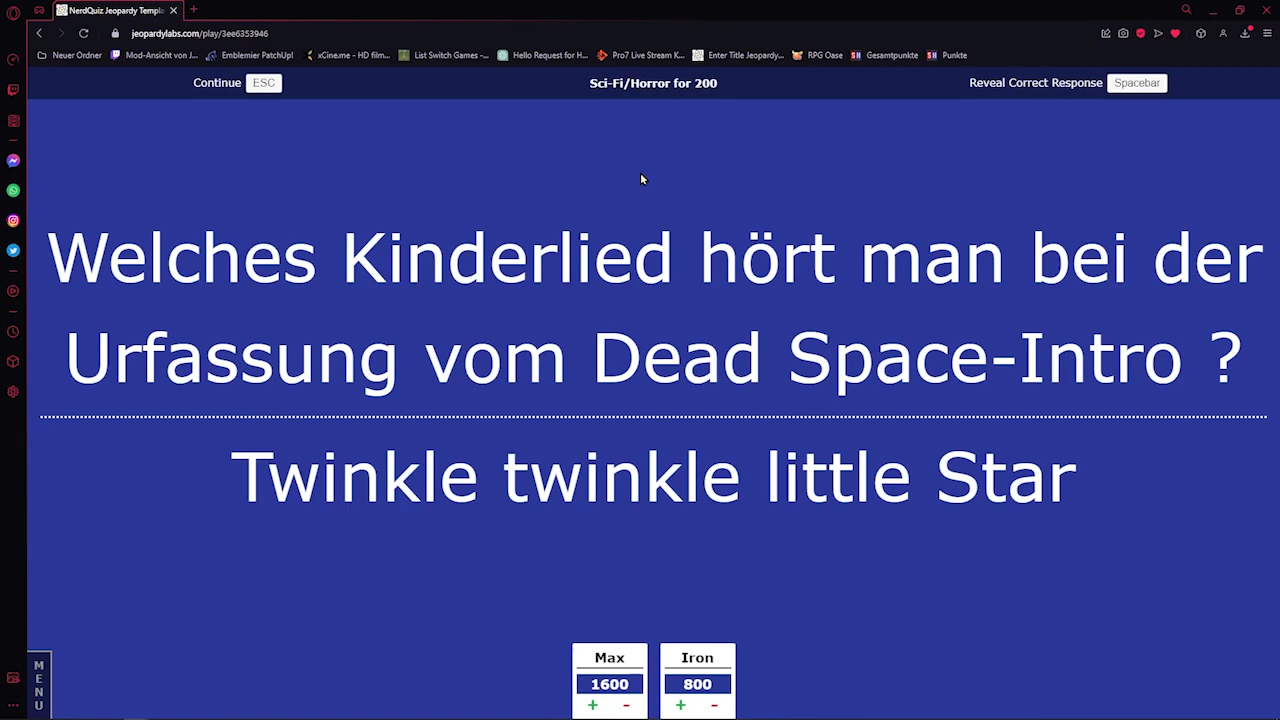 NerdQuiz Jeopardy Templa
jeopardylabs.com/play/3ee6353946
Neuer Ordner
Mod-Ansicht von J...
Emblemier PatchUp!
xCine.me - HD film...
List Switch Games -...
Hello Request for H...
Pro7 Live Stream K...
Enter Title Jeopardy...
RPG Oase
Gesamtpunkte
Punkte
Continue ESC
Sci-Fi/Horror for 200
Reveal Correct Response Spacebar
Welches Kinderlied hört man bei der
Urfassung vom Dead Space-Intro ?
Twinkle twinkle little Star
MENU
Max
1600
+ -
Iron
800
+ -